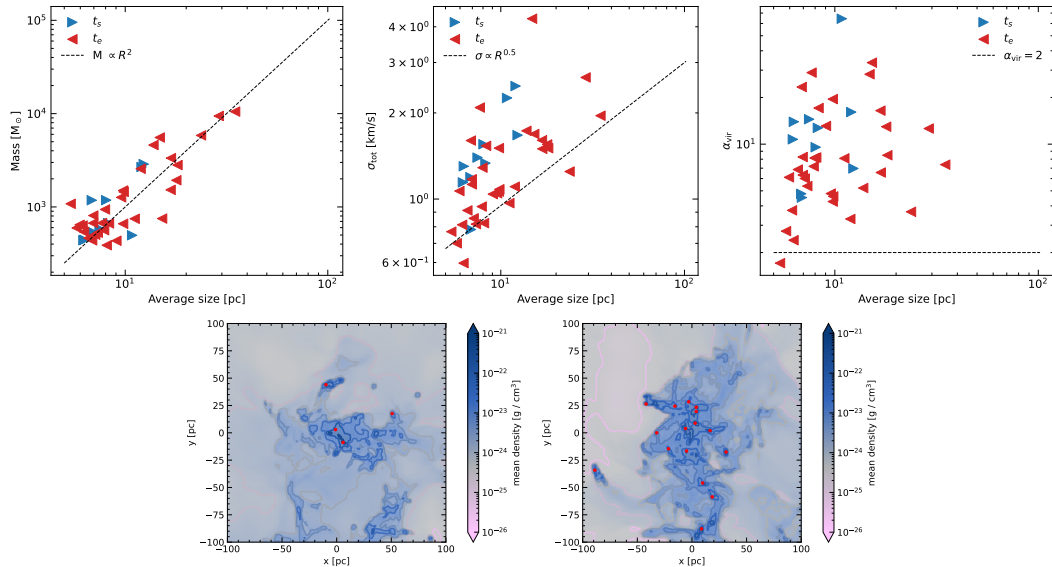 10^5
10^4
10^3
Mass [M_⊙]
t_s
t_e
M ∝ R^2
10^1
10^2
Average size [pc]
4 × 10^0
3 × 10^0
2 × 10^0
10^0
6 × 10^-1
σ_tot [km/s]
t_s
t_e
σ ∝ R^0.5
10^1
10^2
Average size [pc]
10^1
α_vir
t_s
t_e
α_vir = 2
10^1
10^2
Average size [pc]
100
75
50
25
0
−25
−50
−75
−100
y [pc]
−100
−50
0
50
100
x [pc]
10^-21
10^-22
10^-23
10^-24
10^-25
10^-26
mean density [g / cm^3]
100
75
50
25
0
−25
−50
−75
−100
y [pc]
−100
−50
0
50
100
x [pc]
10^-21
10^-22
10^-23
10^-24
10^-25
10^-26
mean density [g / cm^3]